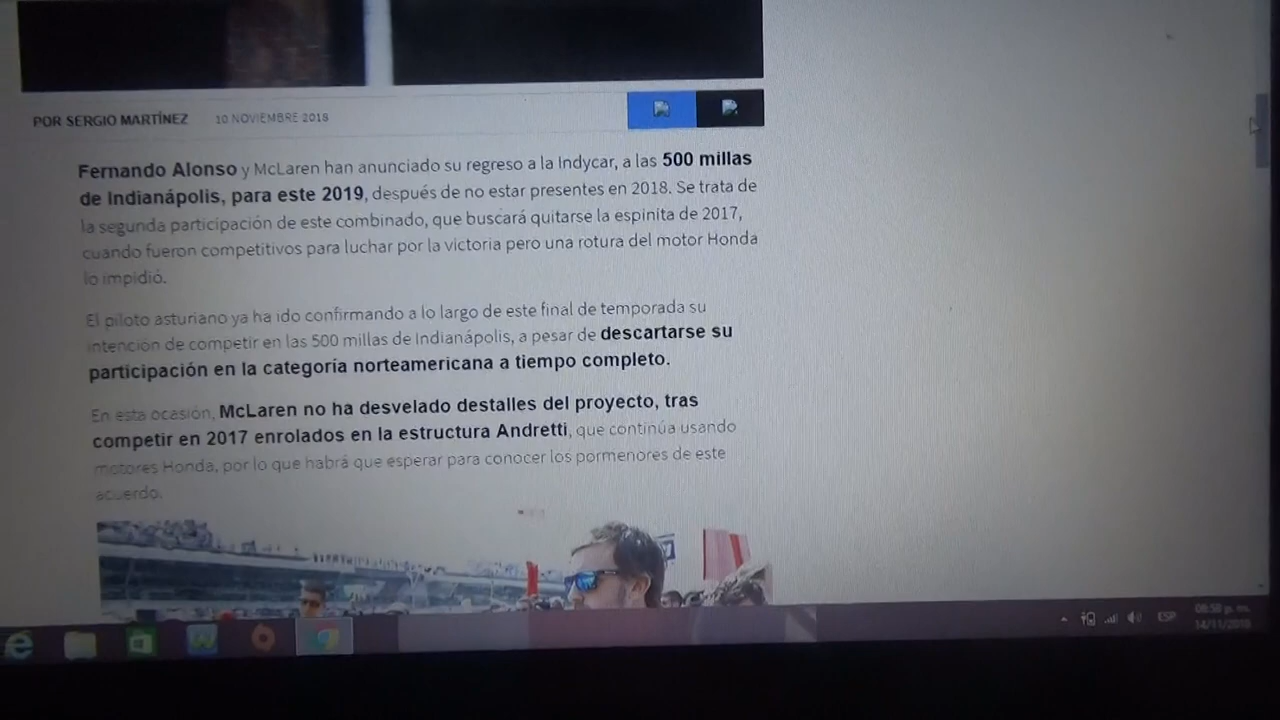 POR SERGIO MARTÍNEZ 10 NOVIEMBRE 2018
Fernando Alonso y McLaren han anunciado su regreso a la Indycar, a las 500 millas
de Indianápolis, para este 2019, después de no estar presentes en 2018. Se trata de
la segunda participación de este combinado, que buscará quitarse la espinita de 2017,
cuando fueron competitivos para luchar por la victoria pero una rotura del motor Honda
lo impidió.
El piloto asturiano ya ha ido confirmando a lo largo de este final de temporada su
intención de competir en las 500 millas de Indianápolis, a pesar de descartarse su
participación en la categoría norteamericana a tiempo completo.
En esta ocasión, McLaren no ha desvelado destalles del proyecto, tras
competir en 2017 enrolados en la estructura Andretti, que continúa usando
motores Honda, por lo que habrá que esperar para conocer los pormenores de este
acuerdo.
ESP
08:58 p. m.
14/11/2018